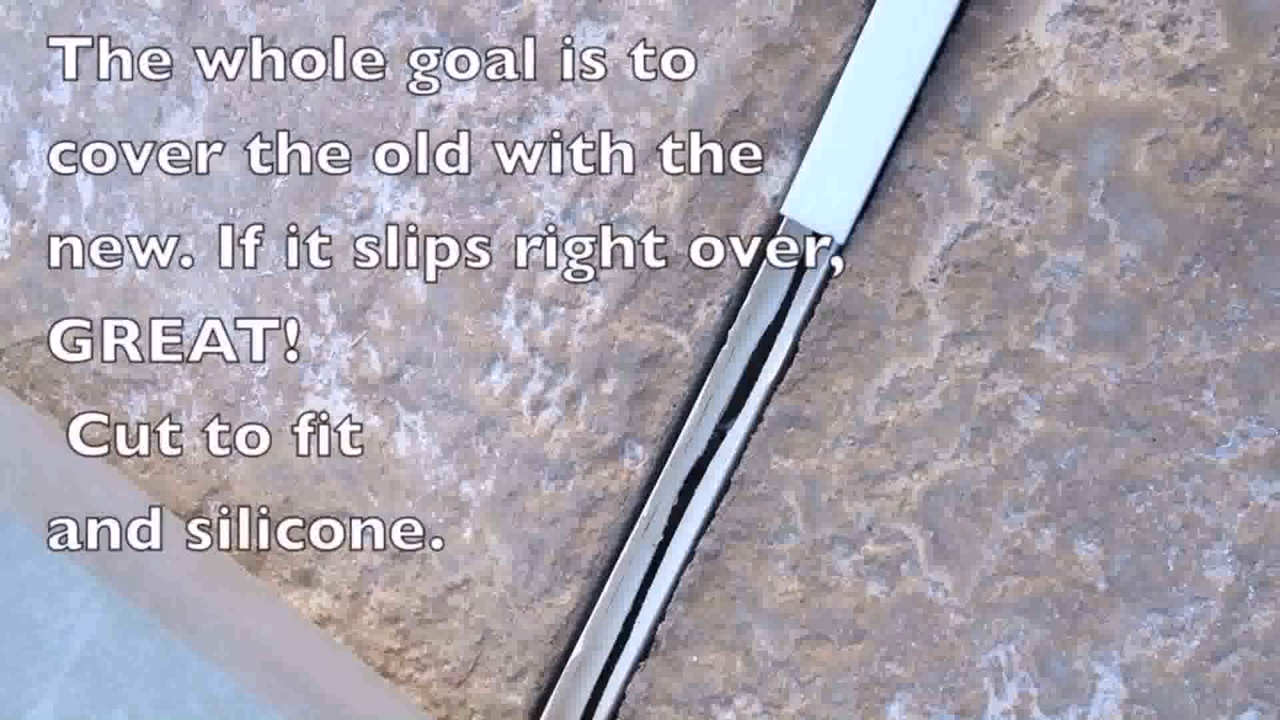 The whole goal is to
cover the old with the
new. If it slips right over,
GREAT!
Cut to fit
and silicone.